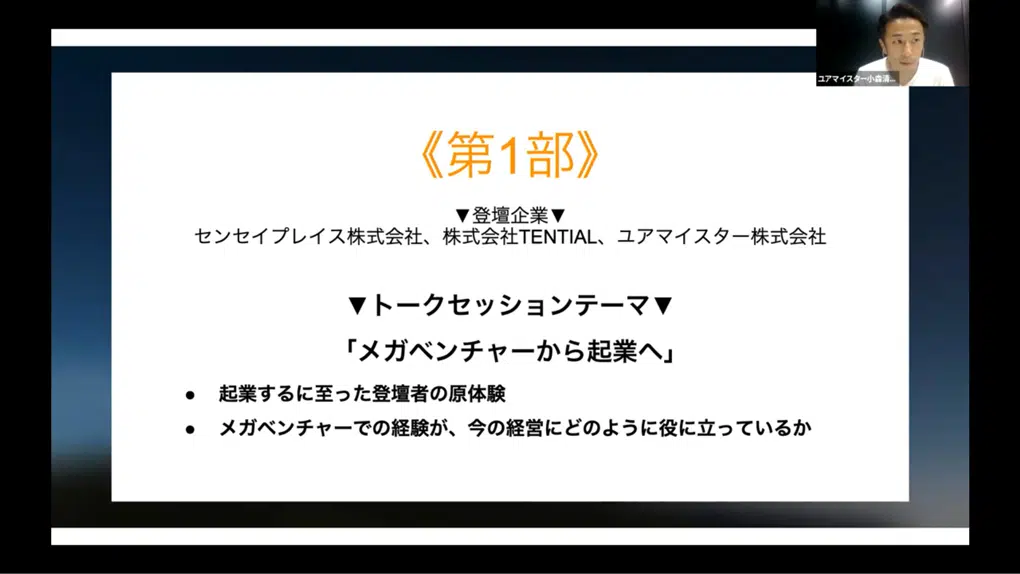 ユアマイスター小森清...
《第1部》
▼登壇企業▼
センセイプレイス株式会社、株式会社TENTIAL、ユアマイスター株式会社
▼トークセッションテーマ▼
「メガベンチャーから起業へ」
● 起業するに至った登壇者の原体験
● メガベンチャーでの経験が、今の経営にどのように役に立っているか